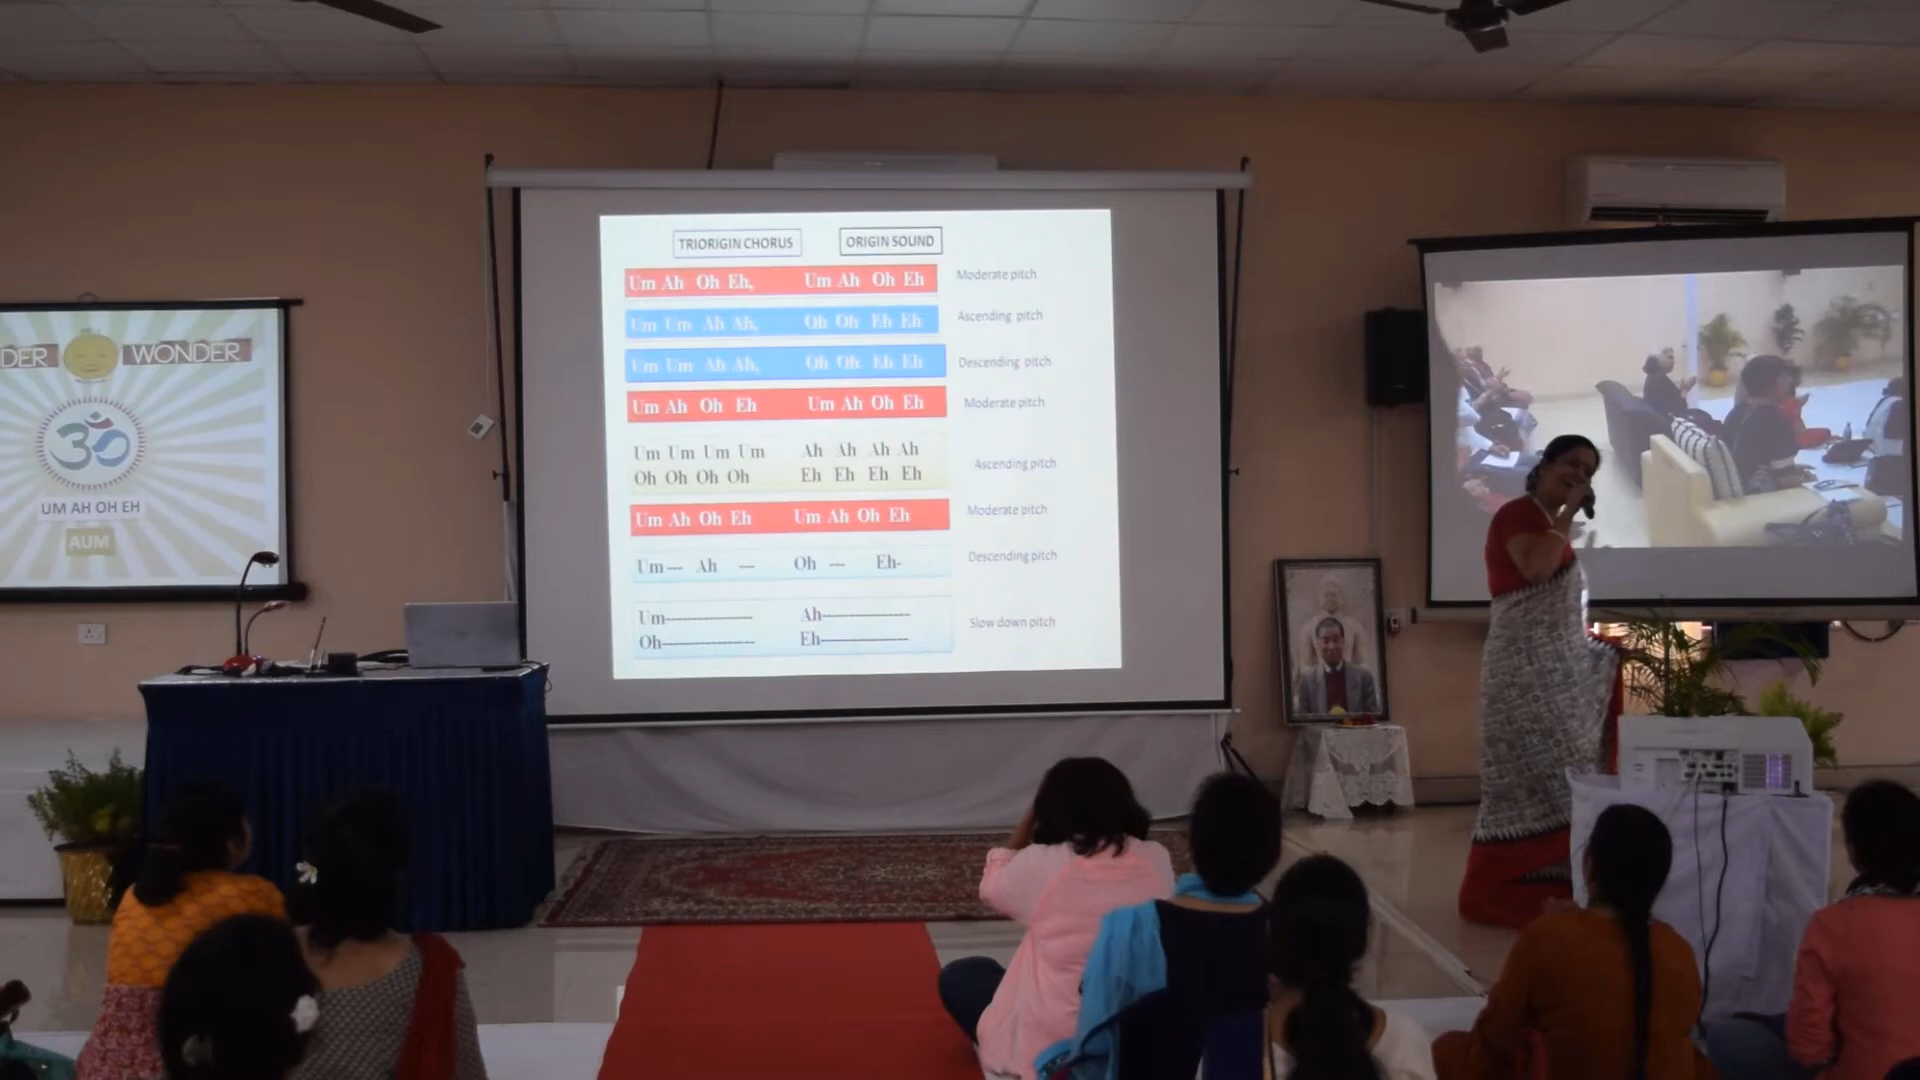 DER WONDER
UM AH OH EH
AUM
TRIORIGIN CHORUS ORIGIN SOUND
Um Ah Oh Eh, Um Ah Oh Eh Moderate pitch
Um Um Ah Ah, Oh Oh Eh Eh Ascending pitch
Um Um Ah Ah, Oh Oh Eh Eh Descending pitch
Um Ah Oh Eh Um Ah Oh Eh Moderate pitch
Um Um Um Um Ah Ah Ah Ah
Oh Oh Oh Oh Eh Eh Eh Eh Ascending pitch
Um Ah Oh Eh Um Ah Oh Eh Moderate pitch
Um— Ah — Oh — Eh- Descending pitch
Um---------------- Ah----------------
Oh---------------- Eh---------------- Slow down pitch